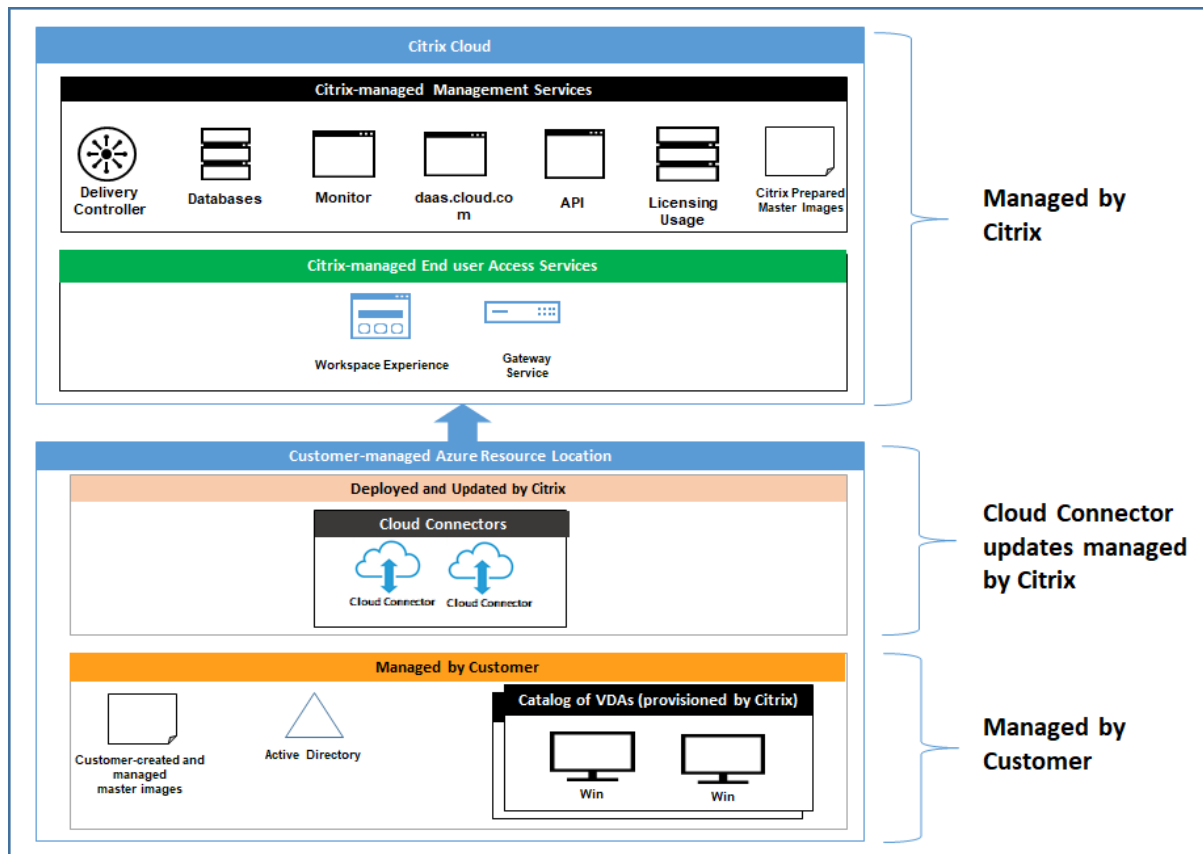 Citrix Cloud
Citrix-managed Management Services
Delivery
Controller
Databases
Monitor
daas.cloud.co
m
API
Licensing
Usage
Citrix Prepared
Master Images
Managed by
Citrix
Citrix-managed End user Access Services
Workspace Experience
Gateway
Service
Customer-managed Azure Resource Location
Deployed and Updated by Citrix
Cloud Connectors
Cloud Connector
Cloud Connector
Cloud Connector
updates managed
by Citrix
Managed by Customer
Customer-created and
managed
master images
Active Directory
Catalog of VDAs (provisioned by Citrix)
Win
Win
Managed by
Customer